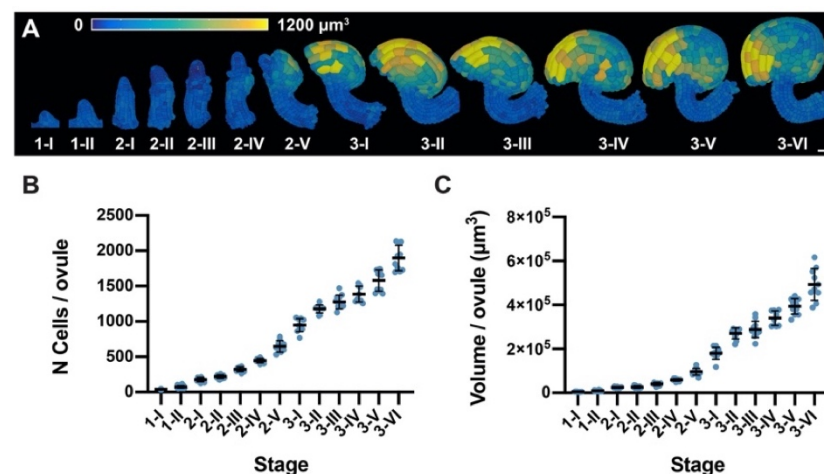 A
0 1200 µm³
1-I 1-II 2-I 2-II 2-III 2-IV 2-V 3-I 3-II 3-III 3-IV 3-V 3-VI
B
N Cells / ovule
2500
2000
1500
1000
500
0
1-I 1-II 2-I 2-II 2-III 2-IV 2-V 3-I 3-II 3-III 3-IV 3-V 3-VI
Stage
C
Volume / ovule (µm³)
8×10⁵
6×10⁵
4×10⁵
2×10⁵
0
1-I 1-II 2-I 2-II 2-III 2-IV 2-V 3-I 3-II 3-III 3-IV 3-V 3-VI
Stage